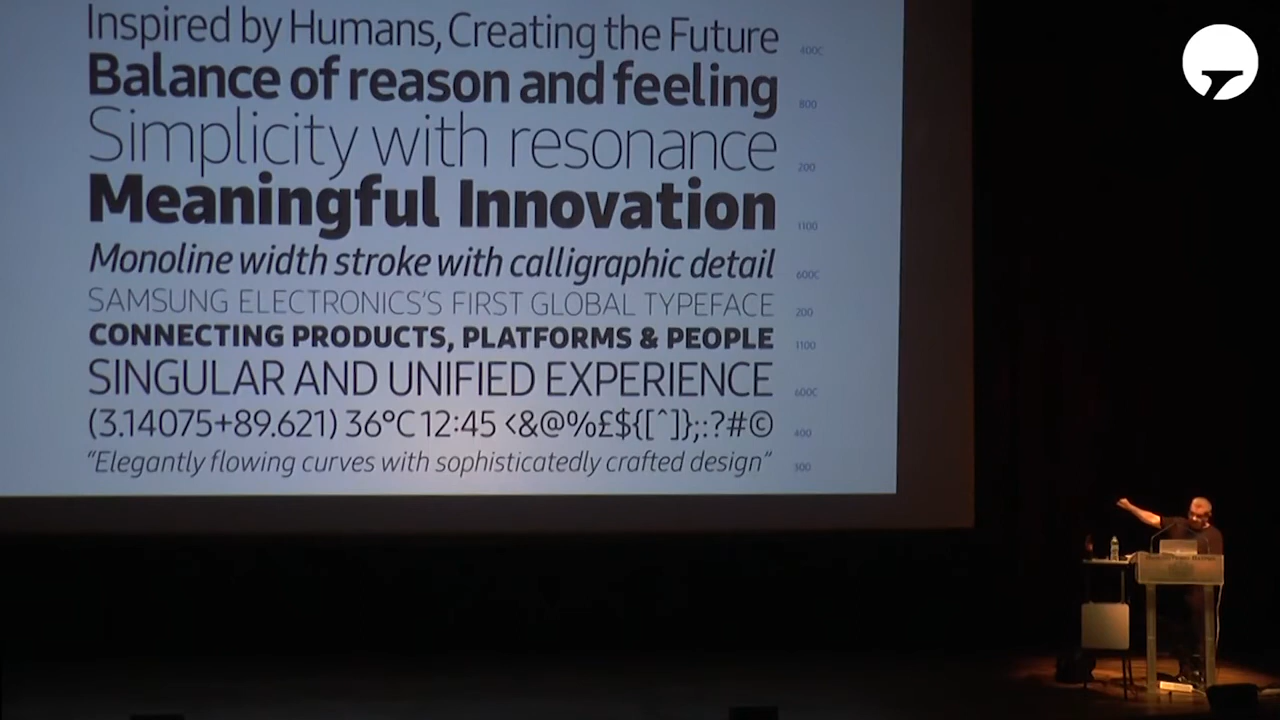 Inspired by Humans, Creating the Future 400C
Balance of reason and feeling 800
Simplicity with resonance 200
Meaningful Innovation 1100
Monoline width stroke with calligraphic detail 600C
SAMSUNG ELECTRONICS'S FIRST GLOBAL TYPEFACE 200
CONNECTING PRODUCTS, PLATFORMS & PEOPLE 1100
SINGULAR AND UNIFIED EXPERIENCE 600C
(3.14075+89.621) 36°C 12:45 <&@%£${[^]};:?#© 400
“Elegantly flowing curves with sophisticatedly crafted design” 300